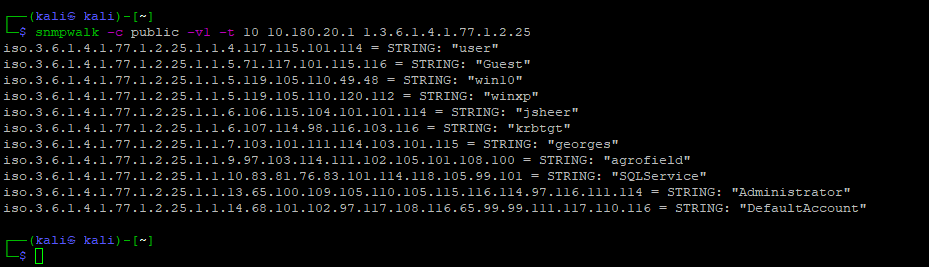 ┌──(kali㉿ kali)-[~]
└─$ snmpwalk -c public -v1 -t 10 10.180.20.1 1.3.6.1.4.1.77.1.2.25
iso.3.6.1.4.1.77.1.2.25.1.1.4.117.115.101.114 = STRING: "user"
iso.3.6.1.4.1.77.1.2.25.1.1.5.71.117.101.115.116 = STRING: "Guest"
iso.3.6.1.4.1.77.1.2.25.1.1.5.119.105.110.49.48 = STRING: "win10"
iso.3.6.1.4.1.77.1.2.25.1.1.5.119.105.110.120.112 = STRING: "winxp"
iso.3.6.1.4.1.77.1.2.25.1.1.6.106.115.104.101.101.114 = STRING: "jsheer"
iso.3.6.1.4.1.77.1.2.25.1.1.6.107.114.98.116.103.116 = STRING: "krbtgt"
iso.3.6.1.4.1.77.1.2.25.1.1.7.103.101.111.114.103.101.115 = STRING: "georges"
iso.3.6.1.4.1.77.1.2.25.1.1.9.97.103.114.111.102.105.101.108.100 = STRING: "agrofield"
iso.3.6.1.4.1.77.1.2.25.1.1.10.83.81.76.83.101.114.118.105.99.101 = STRING: "SQLService"
iso.3.6.1.4.1.77.1.2.25.1.1.13.65.100.109.105.110.105.115.116.114.97.116.111.114 = STRING: "Administrator"
iso.3.6.1.4.1.77.1.2.25.1.1.14.68.101.102.97.117.108.116.65.99.99.111.117.110.116 = STRING: "DefaultAccount"
┌──(kali㉿ kali)-[~]
└─$